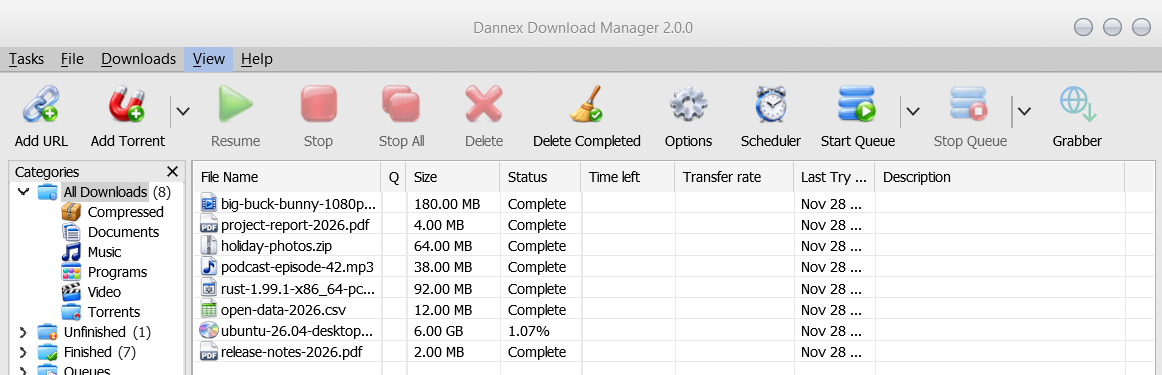 Dannex Download Manager 2.0.0
Tasks File Downloads View Help
Add URL Add Torrent Resume Stop Stop All Delete Delete Completed Options Scheduler Start Queue Stop Queue Grabber
Categories
All Downloads (8)
Compressed
Documents
Music
Programs
Video
Torrents
Unfinished (1)
Finished (7)
Queues
File Name Q Size Status Time left Transfer rate Last Try ... Description
big-buck-bunny-1080p... 180.00 MB Complete Nov 28 ...
project-report-2026.pdf 4.00 MB Complete Nov 28 ...
holiday-photos.zip 64.00 MB Complete Nov 28 ...
podcast-episode-42.mp3 38.00 MB Complete Nov 28 ...
rust-1.99.1-x86_64-pc... 92.00 MB Complete Nov 28 ...
open-data-2026.csv 12.00 MB Complete Nov 28 ...
ubuntu-26.04-desktop... 6.00 GB 1.07% Nov 28 ...
release-notes-2026.pdf 2.00 MB Complete Nov 28 ...